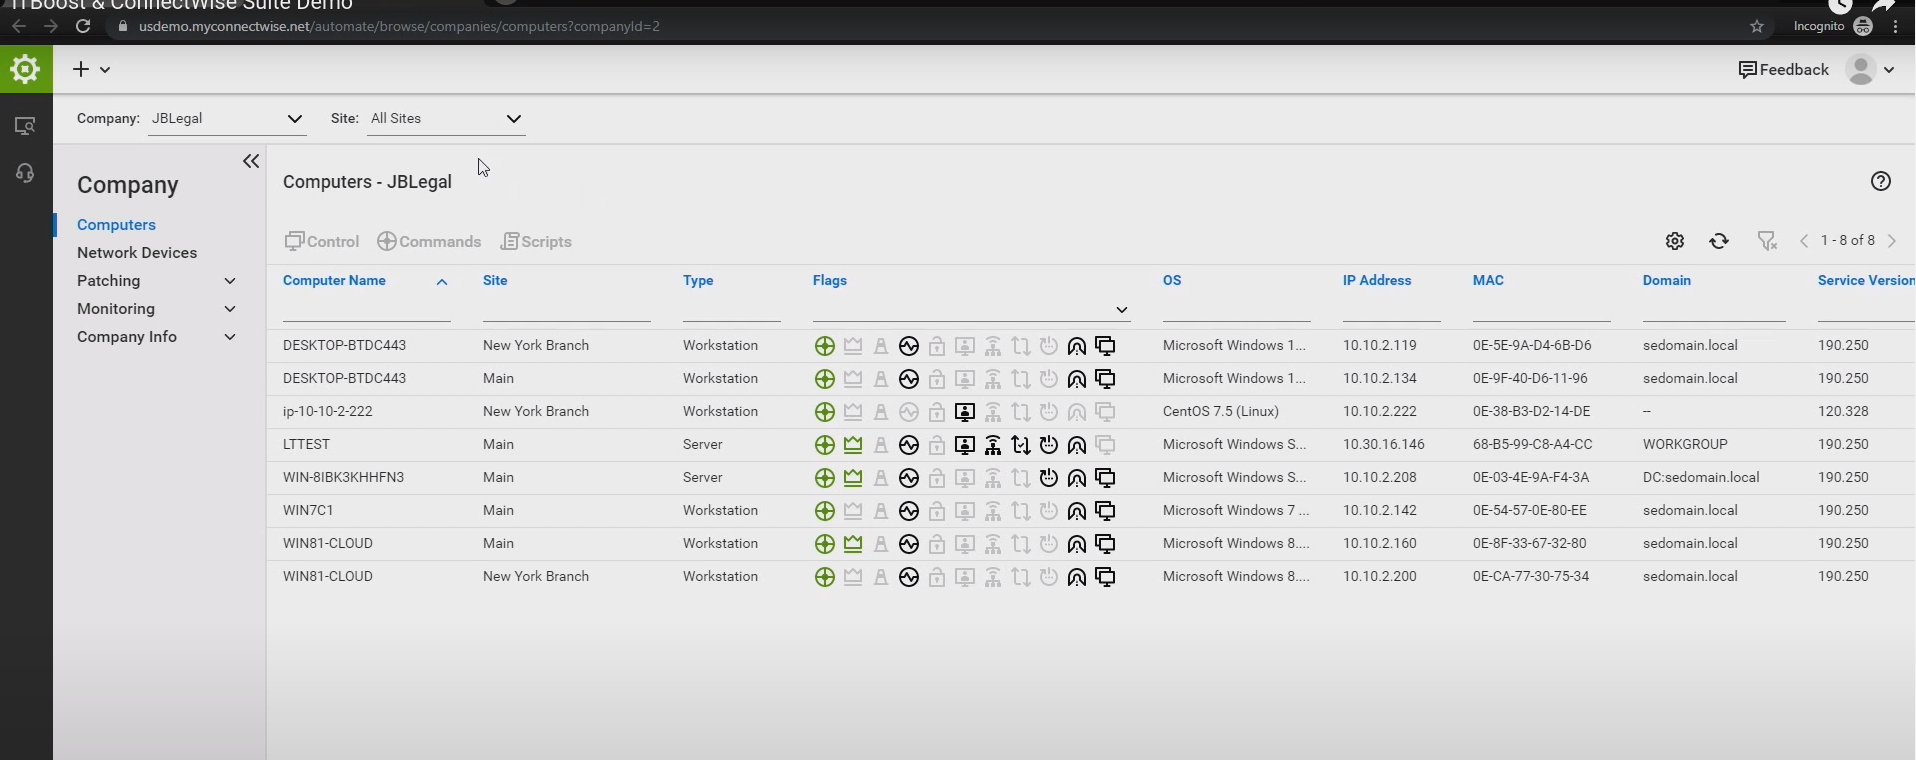 ITBoost & ConnectWise Suite Demo
usdemo.myconnectwise.net/automate/browse/companies/computers?companyId=2
Incognito
Feedback
Company: JBLegal Site: All Sites
Company
Computers
Network Devices
Patching
Monitoring
Company Info
Computers - JBLegal
Control Commands Scripts
1 - 8 of 8
Computer Name Site Type Flags OS IP Address MAC Domain Service Version
DESKTOP-BTDC443 New York Branch Workstation Microsoft Windows 1... 10.10.2.119 0E-5E-9A-D4-6B-D6 sedomain.local 190.250
DESKTOP-BTDC443 Main Workstation Microsoft Windows 1... 10.10.2.134 0E-9F-40-D6-11-96 sedomain.local 190.250
ip-10-10-2-222 New York Branch Workstation CentOS 7.5 (Linux) 10.10.2.222 0E-38-B3-D2-14-DE -- 120.328
LTTEST Main Server Microsoft Windows S... 10.30.16.146 68-B5-99-C8-A4-CC WORKGROUP 190.250
WIN-8IBK3KHHFN3 Main Server Microsoft Windows S... 10.10.2.208 0E-03-4E-9A-F4-3A DC:sedomain.local 190.250
WIN7C1 Main Workstation Microsoft Windows 7 ... 10.10.2.142 0E-54-57-0E-80-EE sedomain.local 190.250
WIN81-CLOUD Main Workstation Microsoft Windows 8.... 10.10.2.160 0E-8F-33-67-32-80 sedomain.local 190.250
WIN81-CLOUD New York Branch Workstation Microsoft Windows 8.... 10.10.2.200 0E-CA-77-30-75-34 sedomain.local 190.250